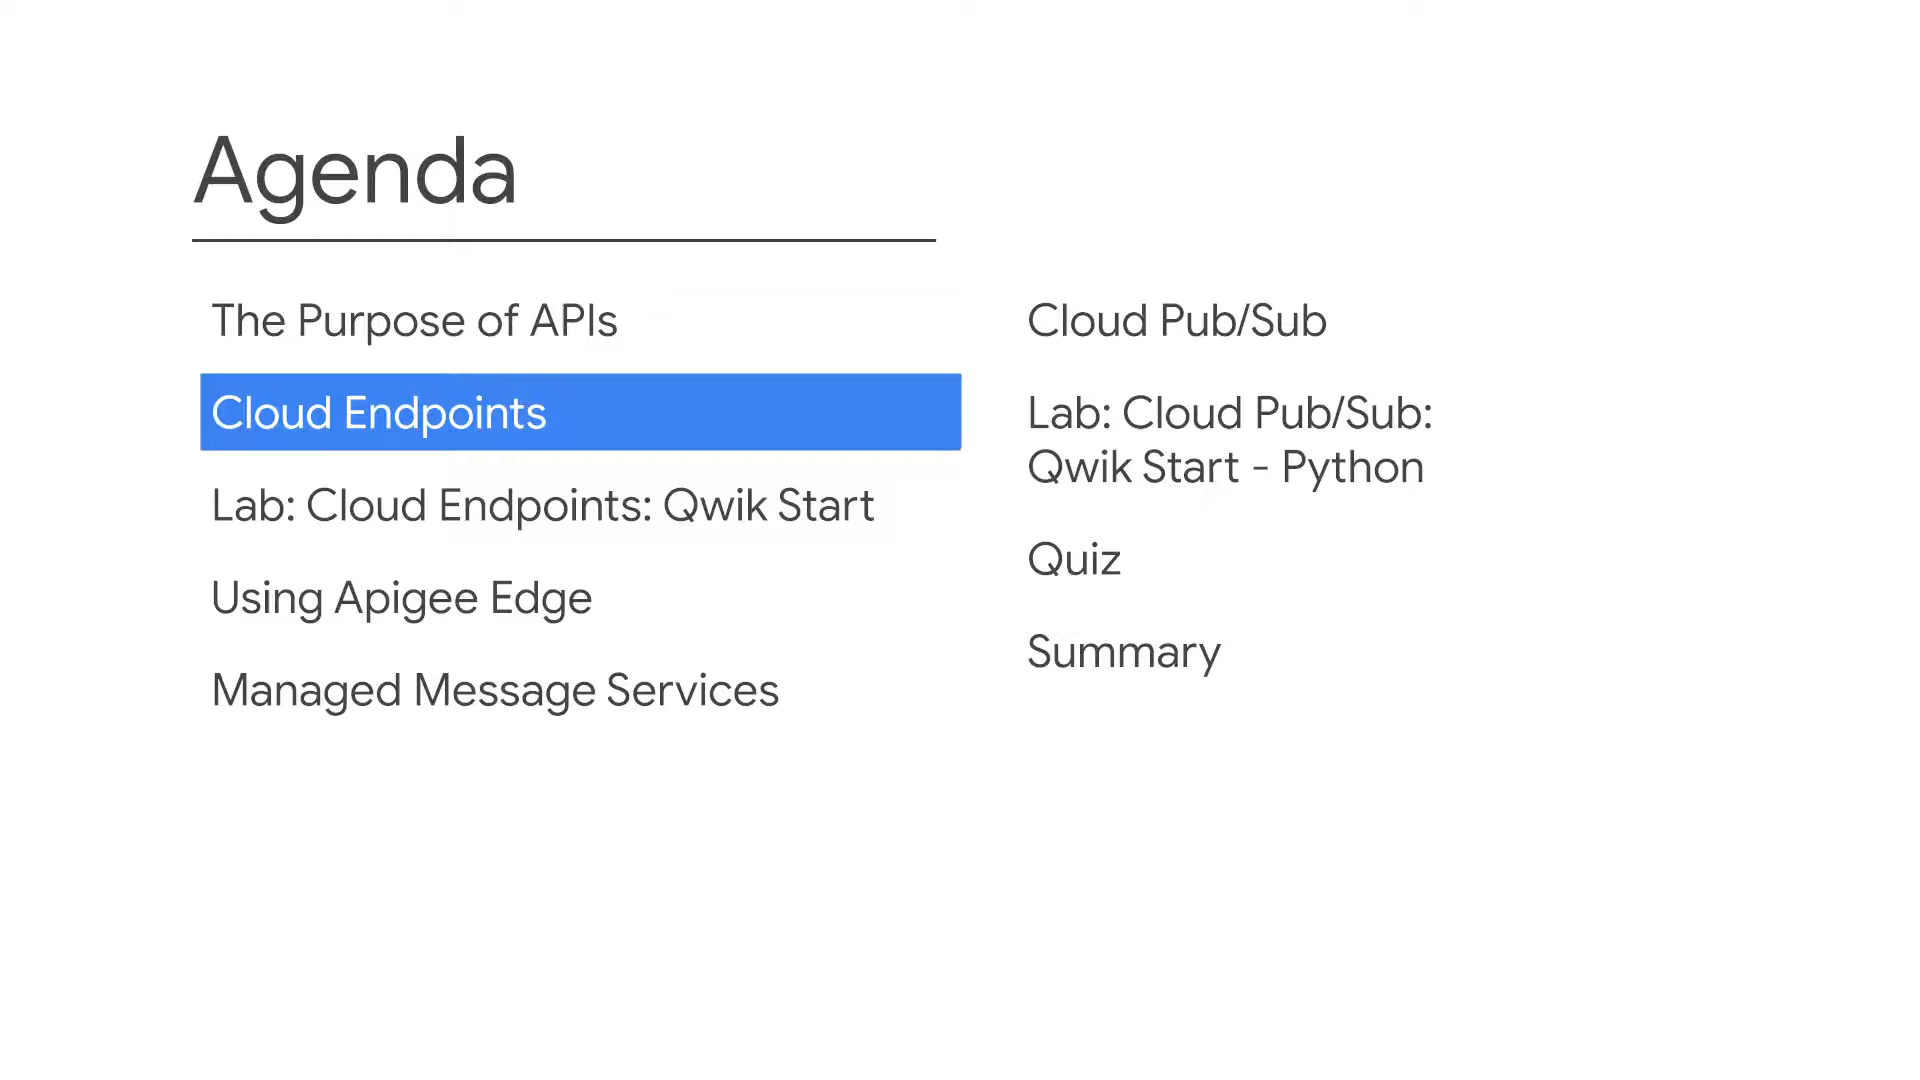 Agenda
The Purpose of APIs
Cloud Endpoints
Lab: Cloud Endpoints: Qwik Start
Using Apigee Edge
Managed Message Services
Cloud Pub/Sub
Lab: Cloud Pub/Sub:
Qwik Start - Python
Quiz
Summary